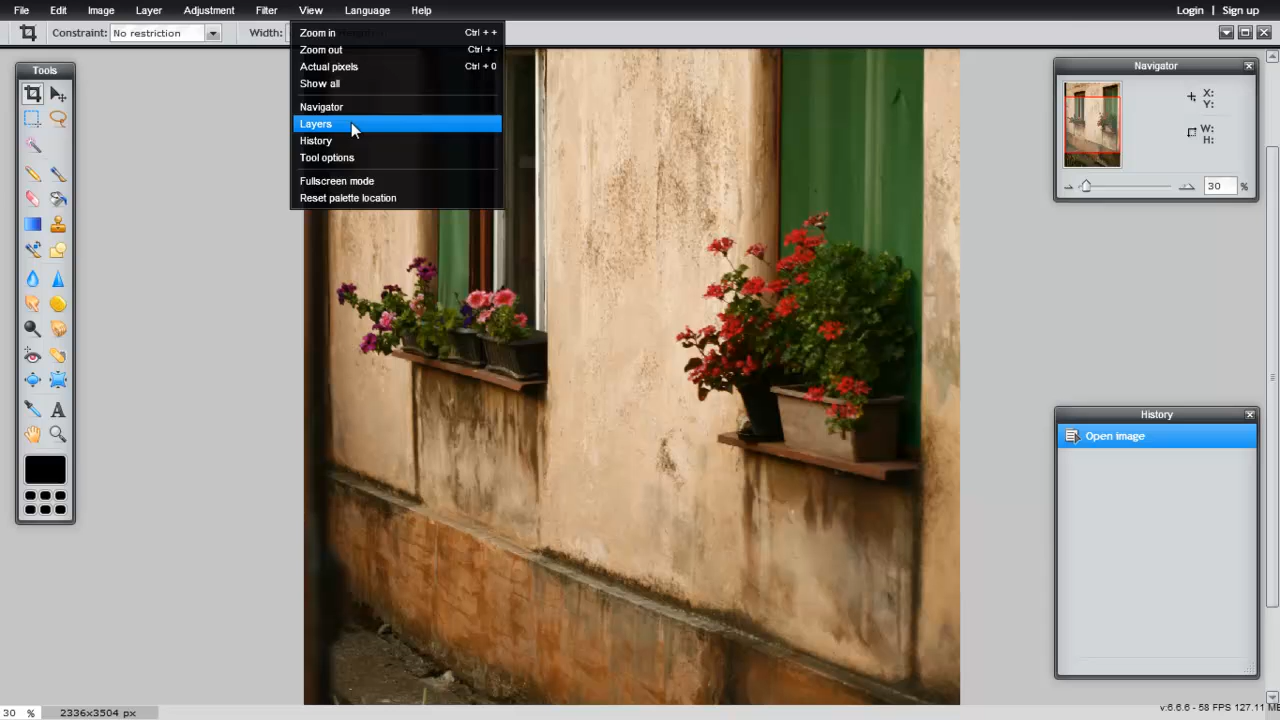 File Edit Image Layer Adjustment Filter View Language Help Login | Sign up
Constraint: No restriction Width:
Zoom in Ctrl + +
Zoom out Ctrl + -
Actual pixels Ctrl + 0
Show all
Navigator
Layers
History
Tool options
Fullscreen mode
Reset palette location
Tools
Navigator
X:
Y:
W:
H:
30 %
History
Open image
30 % 2336x3504 px
v:6.6.6 - 58 FPS 127.11 M